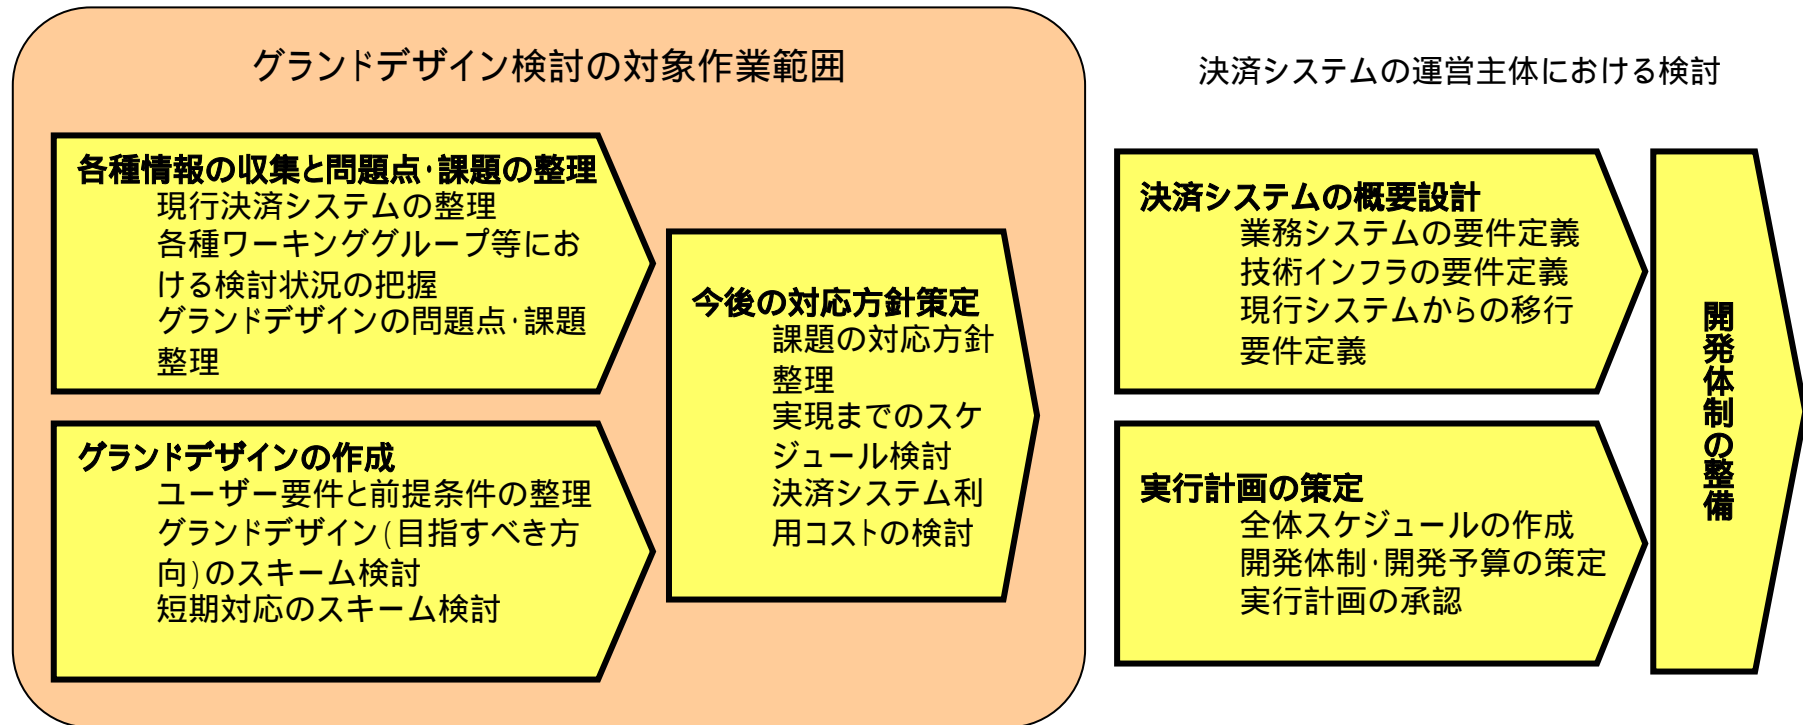 グランドデザイン検討の対象作業範囲
各種情報の収集と問題点・課題の整理
現行決済システムの整理
各種ワーキンググループ等にお
ける検討状況の把握
グランドデザインの問題点・課題
整理
グランドデザインの作成
ユーザー要件と前提条件の整理
グランドデザイン(目指すべき方
向)のスキーム検討
短期対応のスキーム検討
今後の対応方針策定
課題の対応方針
整理
実現までのスケ
ジュール検討
決済システム利
用コストの検討
決済システムの運営主体における検討
決済システムの概要設計
業務システムの要件定義
技術インフラの要件定義
現行システムからの移行
要件定義
実行計画の策定
全体スケジュールの作成
開発体制・開発予算の策定
実行計画の承認
開発体制の整備